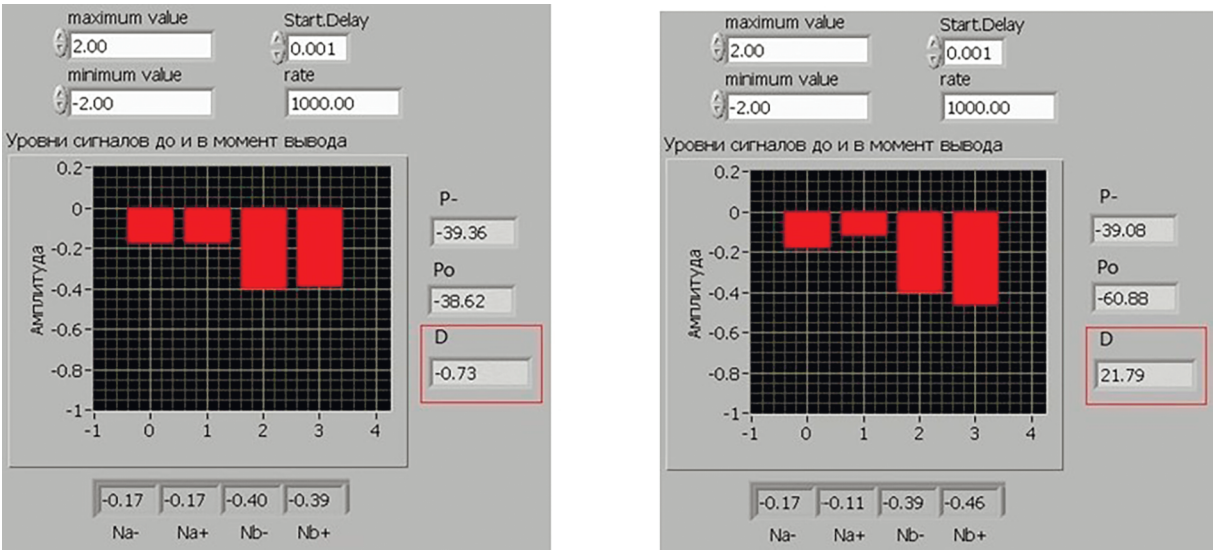 maximum value
2.00
Start.Delay
0.001
minimum value
-2.00
rate
1000.00
Уровни сигналов до и в момент вывода
Амплитуда
0.2
0
-0.2
-0.4
-0.6
-0.8
-1
-1 0 1 2 3 4
P-
-39.36
Po
-38.62
D
-0.73
-0.17 -0.17 -0.40 -0.39
Na- Na+ Nb- Nb+
maximum value
2.00
Start.Delay
0.001
minimum value
-2.00
rate
1000.00
Уровни сигналов до и в момент вывода
Амплитуда
0.2
0
-0.2
-0.4
-0.6
-0.8
-1
-1 0 1 2 3 4
P-
-39.08
Po
-60.88
D
21.79
-0.17 -0.11 -0.39 -0.46
Na- Na+ Nb- Nb+